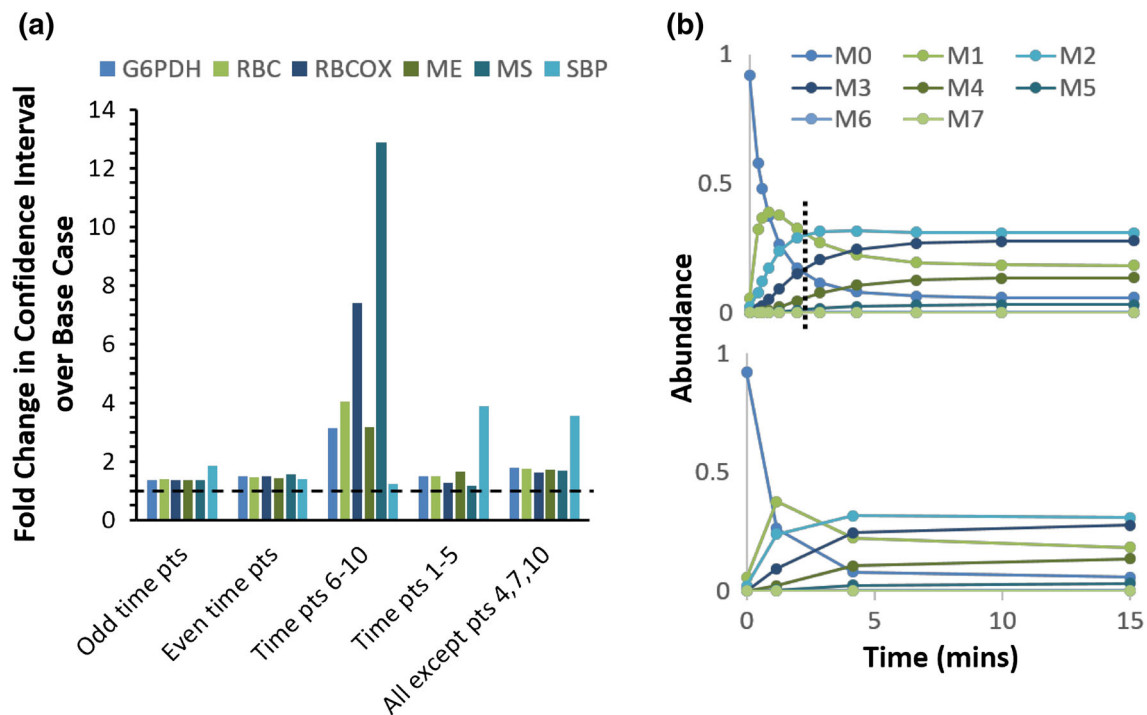 (a)
G6PDH RBC RBCOX ME MS SBP
Fold Change in Confidence Interval
over Base Case
14
12
10
8
6
4
2
0
Odd time pts
Even time pts
Time pts 6-10
Time pts 1-5
All except pts 4,7,,10
(b)
M0 M1 M2
M3 M4 M5
M6 M7
1
0.5
0
Abundance
1
0.5
0
0 5 10 15
Time (mins)